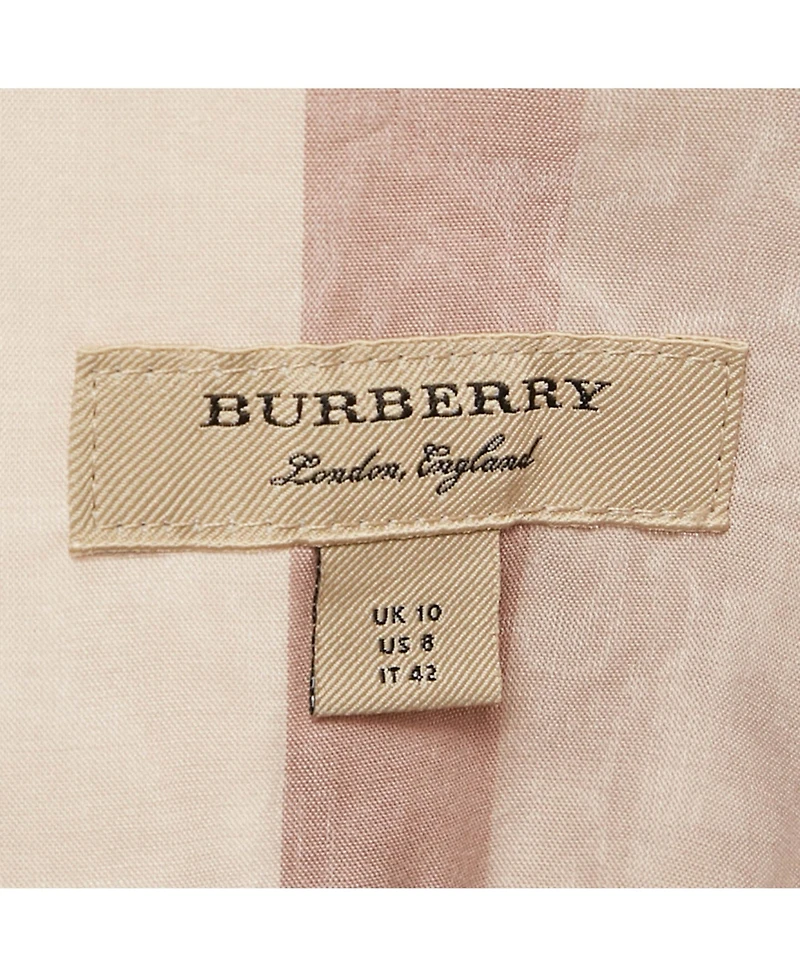 BURBERRY
London, England
UK 10
US 8
IT 42